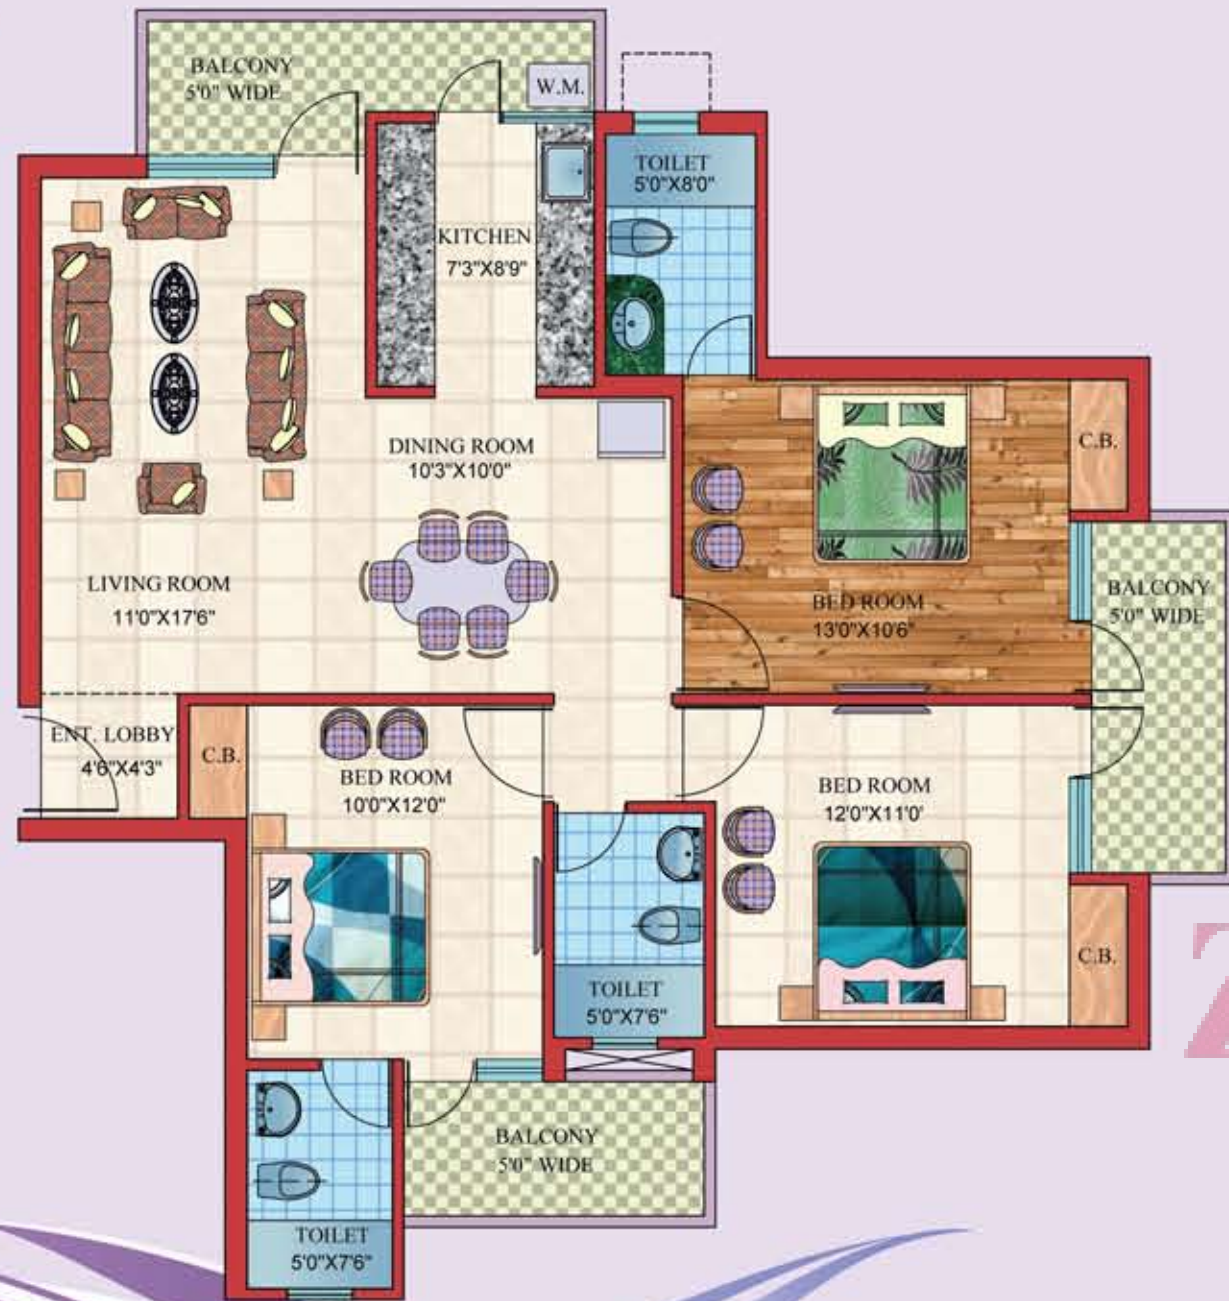 BALCONY
5'0" WIDE
W.M.
TOILET
5'0"X8'0"
KITCHEN
7'3"X8'9"
DINING ROOM
10'3"X10'0"
C.B.
LIVING ROOM
11'0"X17'6"
BED ROOM
13'0"X10'6"
BALCONY
5'0" WIDE
ENT. LOBBY
4'6"X4'3"
C.B.
BED ROOM
10'0"X12'0"
BED ROOM
12'0"X11'0'
C.B.
TOILET
5'0"X7'6"
BALCONY
5'0" WIDE
TOILET
5'0"X7'6"